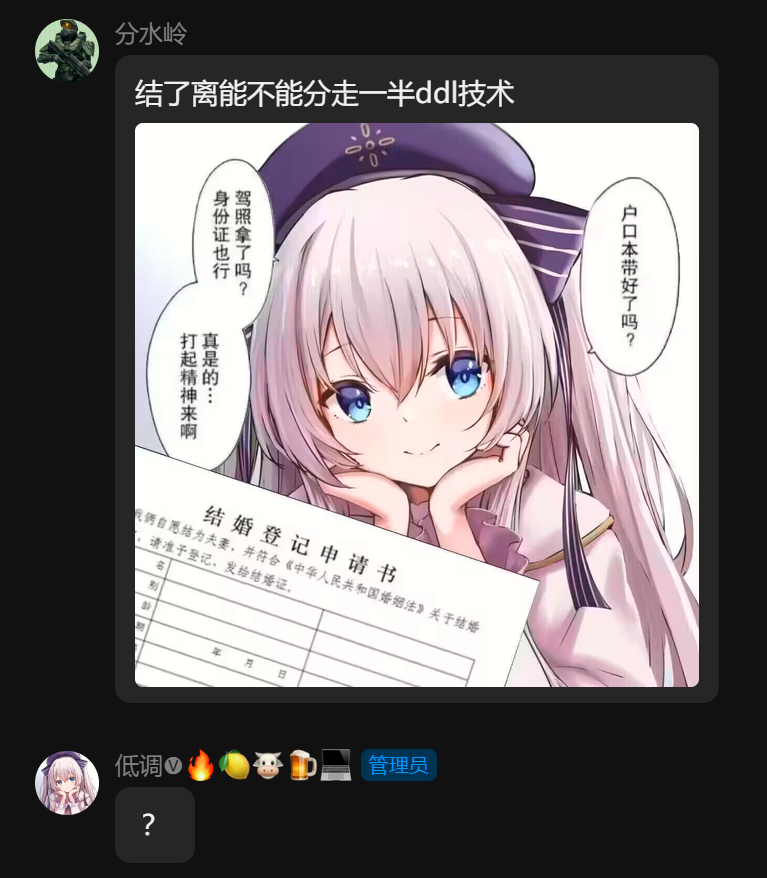 分水岭
结了离能不能分走一半ddl技术
驾照拿了吗？
身份证也行
真是的…
打起精神来啊
户口本带好了吗？
结婚登记申请书
我俩自愿结为夫妻，并符合《中华人民共和国婚姻法》关于结婚
，请准予登记，发给结婚证。
名
别
龄
年 月 日
低调Ⓥ🔥🍋🐮🍺💻 管理员
？